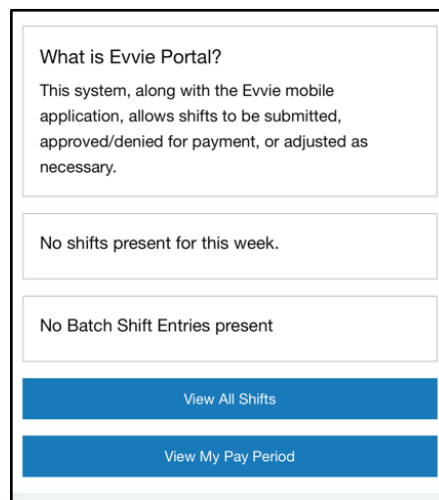 What is Evvie Portal?
This system, along with the Evvie mobile
application, allows shifts to be submitted,
approved/denied for payment, or adjusted as
necessary.
No shifts present for this week.
No Batch Shift Entries present
View All Shifts
View My Pay Period